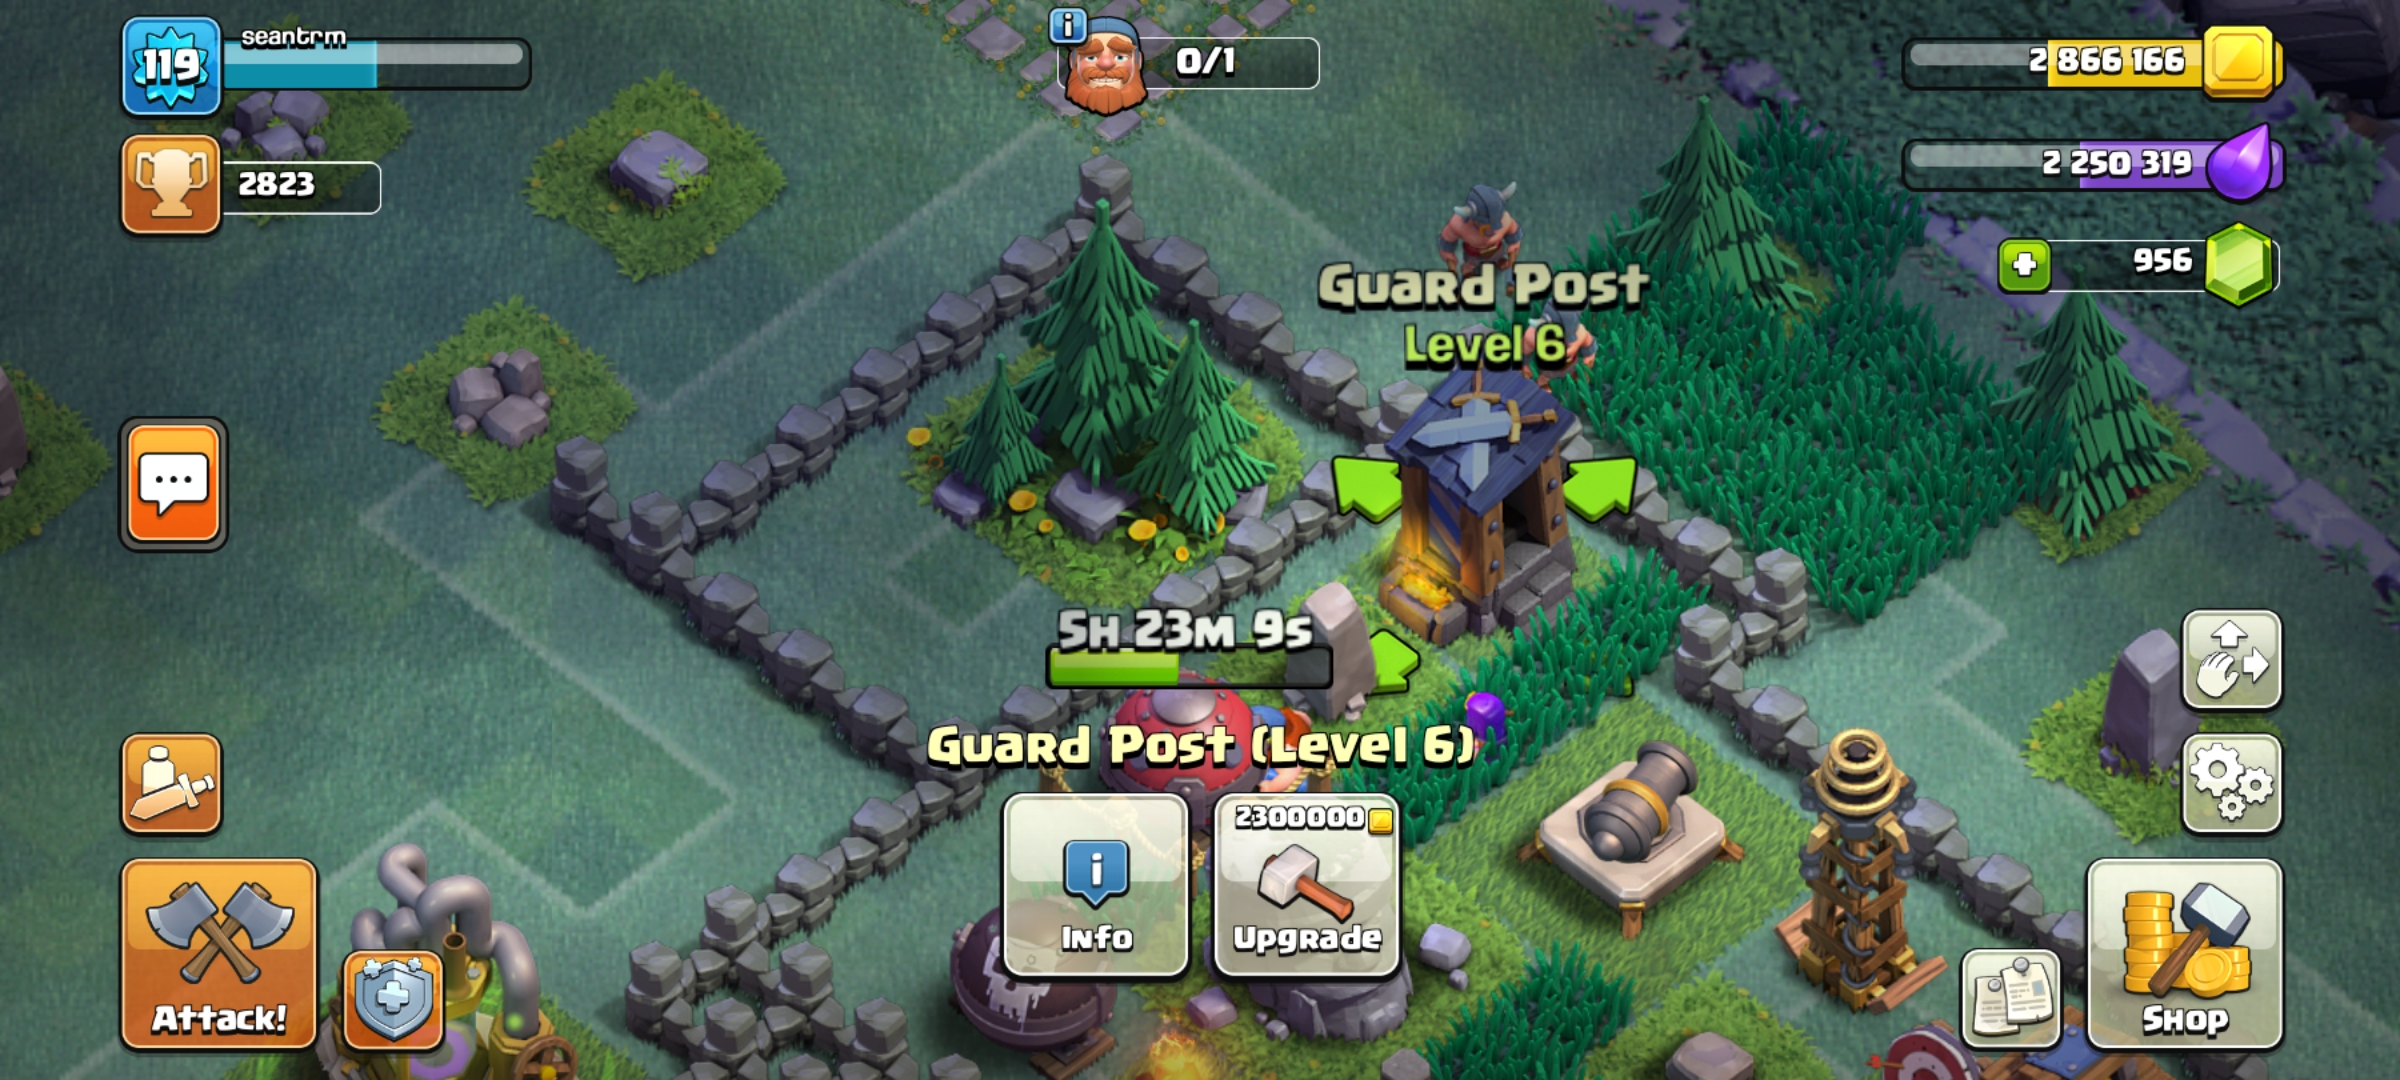 119
seantrm
0/1
2 866 166
2823
2 250 319
956
Guard Post
Level 6
5H 23M 9s
Guard Post (Level 6)
2300000
Info
Upgrade
Attack!
Shop